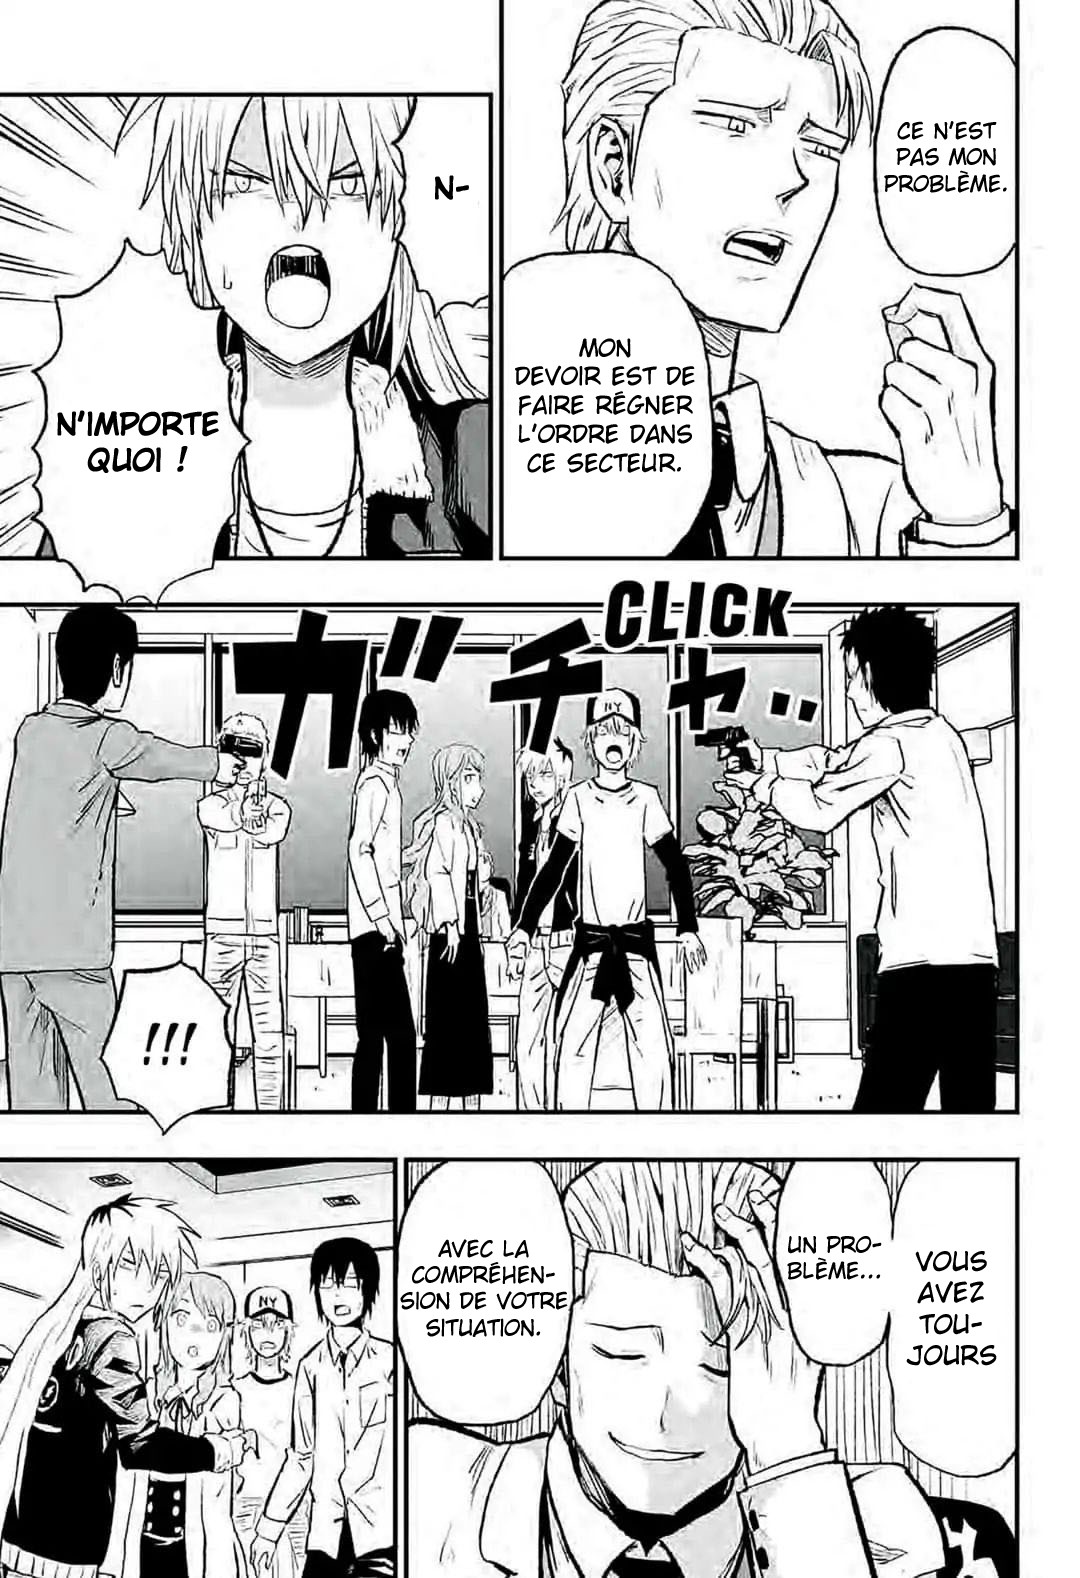 CE N'EST
PAS MON
PROBLÈME.
MON
DEVOIR EST DE
FAIRE RÉGNER
L'ORDRE DANS
CE SECTEUR.
N-
N'IMPORTE
QUOI !
CLICK
ガチャ‥
NY
!!!
VOUS
AVEZ
TOU-
JOURS
UN PRO-
BLÈME...
AVEC LA
COMPRÉHEN-
SION DE VOTRE
SITUATION.
NY